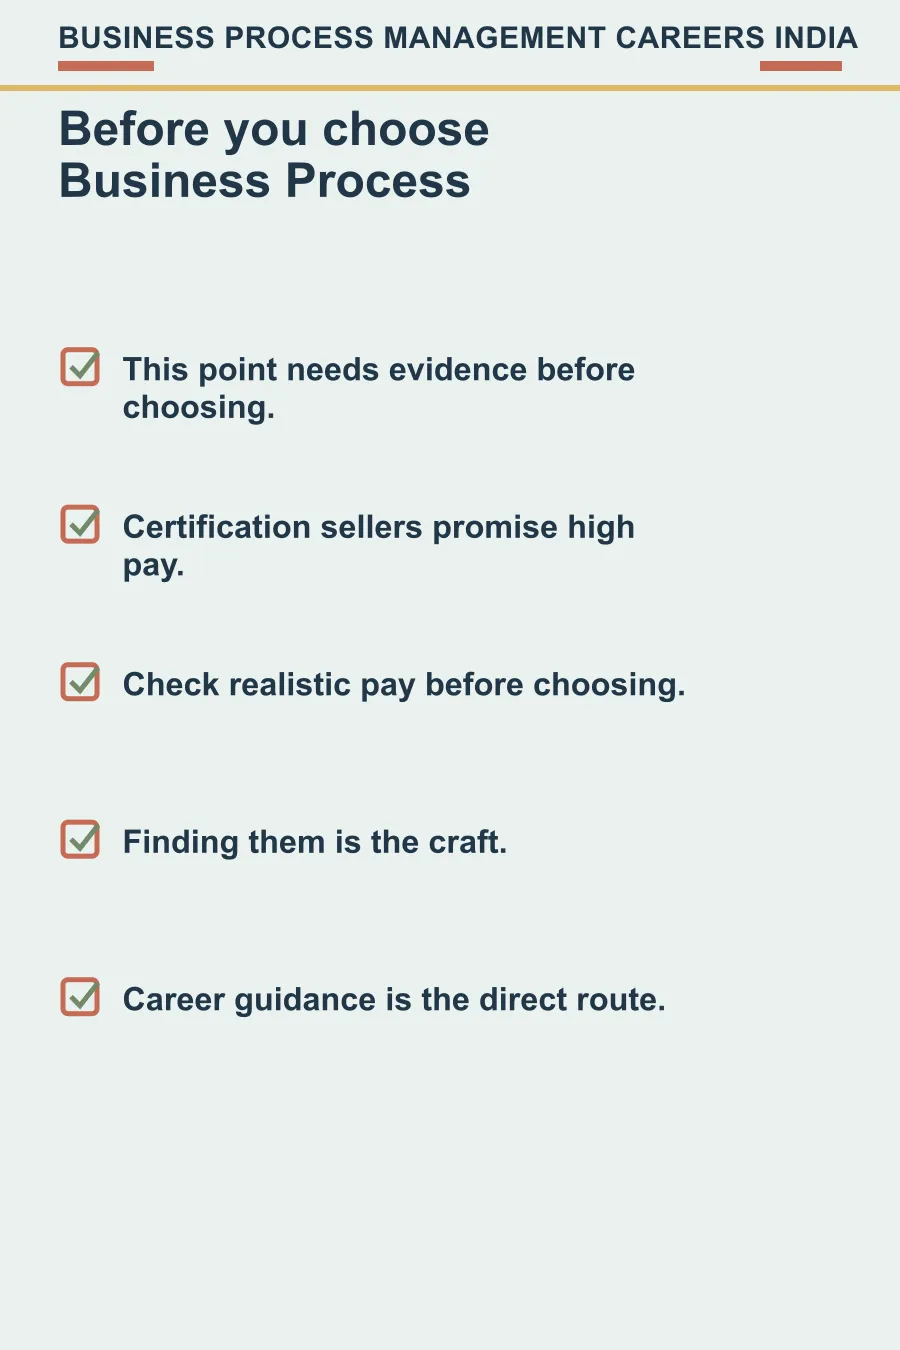 BUSINESS PROCESS MANAGEMENT CAREERS INDIA
Before you choose
Business Process
This point needs evidence before
choosing.
Certification sellers promise high
pay.
Check realistic pay before choosing.
Finding them is the craft.
Career guidance is the direct route.